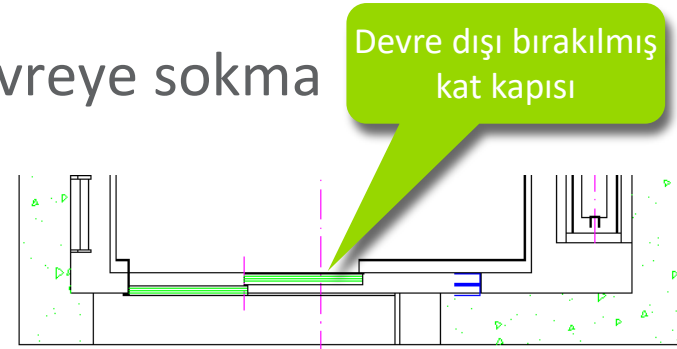 vreye sokma
Devre dışı bırakılmış
kat kapısı